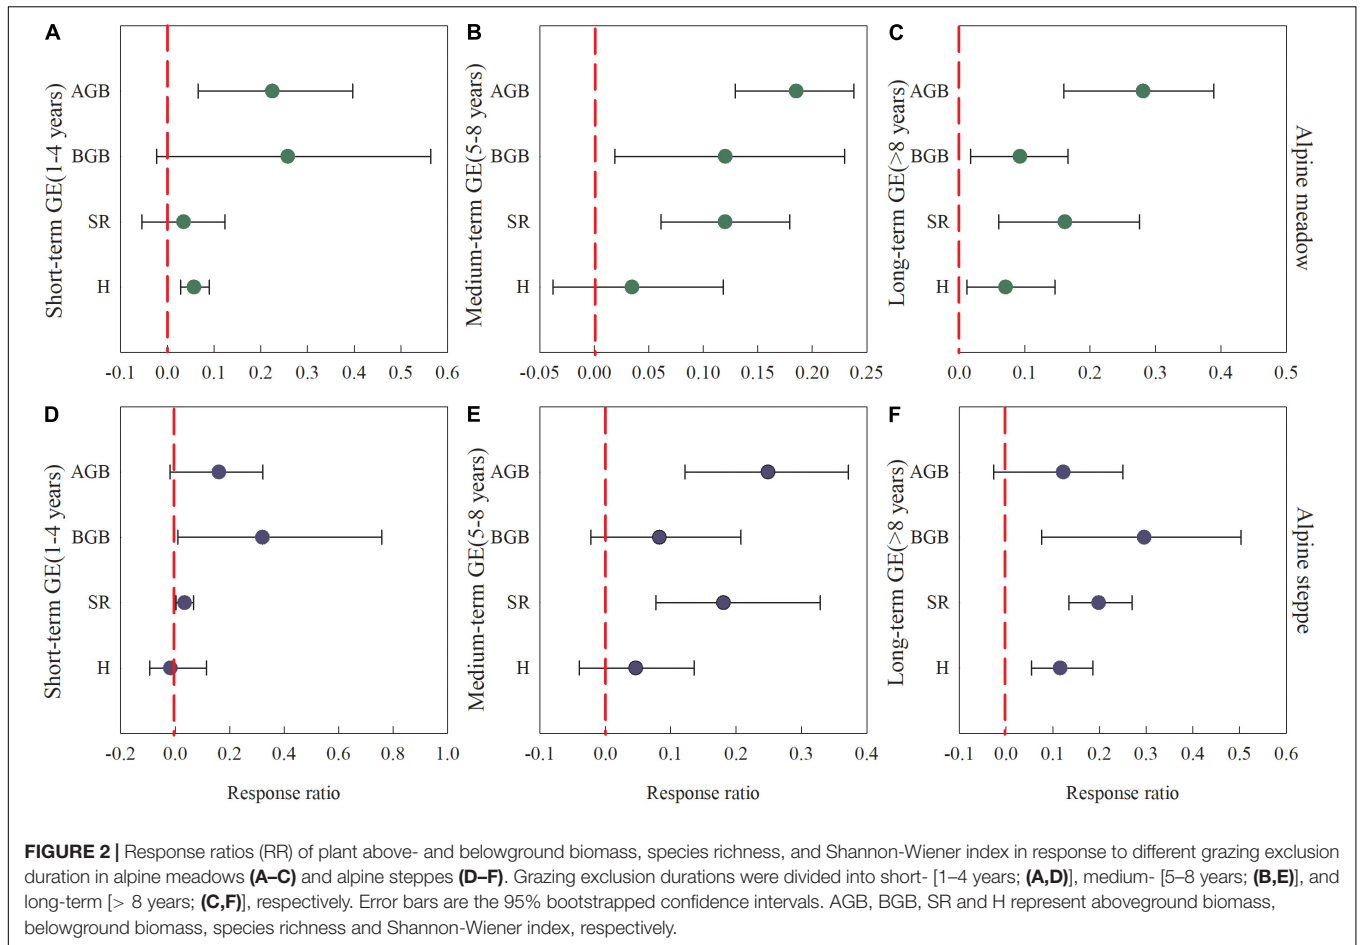 A
B
C
Short-term GE(1-4 years)
AGB
BGB
SR
H
-0.1 0.0 0.1 0.2 0.3 0.4 0.5 0.6
Medium-term GE(5-8 years)
AGB
BGB
SR
H
-0.05 0.00 0.05 0.10 0.15 0.20 0.25
Long-term GE(>8 years)
AGB
BGB
SR
H
0.0 0.1 0.2 0.3 0.4 0.5
Alpine meadow
D
E
F
Short-term GE(1-4 years)
AGB
BGB
SR
H
-0.2 0.0 0.2 0.4 0.6 0.8 1.0
Response ratio
Medium-term GE(5-8 years)
AGB
BGB
SR
H
-0.1 0.0 0.1 0.2 0.3 0.4
Response ratio
Long-term GE(>8 years)
AGB
BGB
SR
H
-0.1 0.0 0.1 0.2 0.3 0.4 0.5 0.6
Response ratio
Alpine steppe
FIGURE 2 | Response ratios (RR) of plant above- and belowground biomass, species richness, and Shannon-Wiener index in response to different grazing exclusion
duration in alpine meadows (A–C) and alpine steppes (D–F). Grazing exclusion durations were divided into short- [1–4 years; (A,D)], medium- [5–8 years; (B,E)], and
long-term [> 8 years; (C,F)], respectively. Error bars are the 95% bootstrapped confidence intervals. AGB, BGB, SR and H represent aboveground biomass,
belowground biomass, species richness and Shannon-Wiener index, respectively.